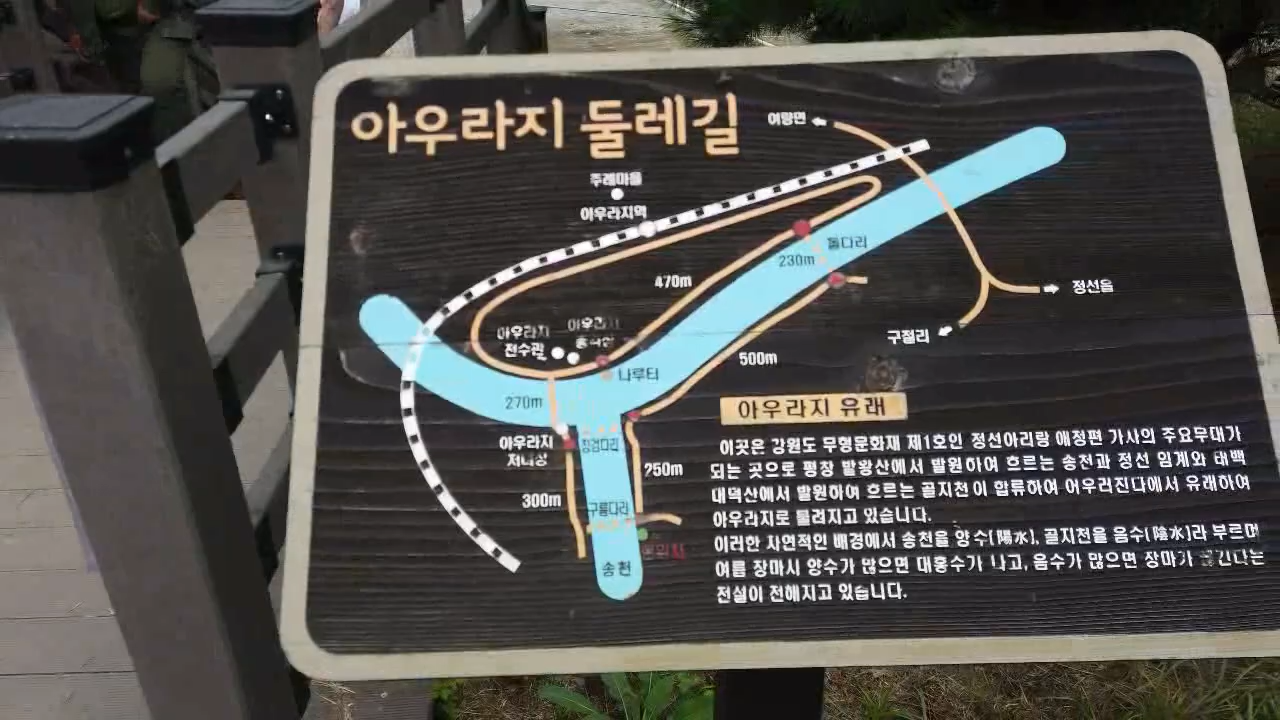 아우라지 둘레길
여량면
주례마을
아우라지역
돌다리
230m
470m
정선읍
구절리
아우라지
전수관
아우라지
500m
나루터
270m
아우라지
처녀상
징검다리
250m
300m
구름다리
현위치
송천
아우라지 유래
이곳은 강원도 무형문화재 제1호인 정선아리랑 애정편 가사의 주요무대가
되는 곳으로 평창 발왕산에서 발원하여 흐르는 송천과 정선 임계와 태백
대덕산에서 발원하여 흐르는 골지천이 합류하여 어우러진다에서 유래하여
아우라지로 불려지고 있습니다.
이러한 자연적인 배경에서 송천을 양수(陽水), 골지천을 음수(陰水)라 부르며
여름 장마시 양수가 많으면 대홍수가 나고, 음수가 많으면 장마가
전설이 전해지고 있습니다.